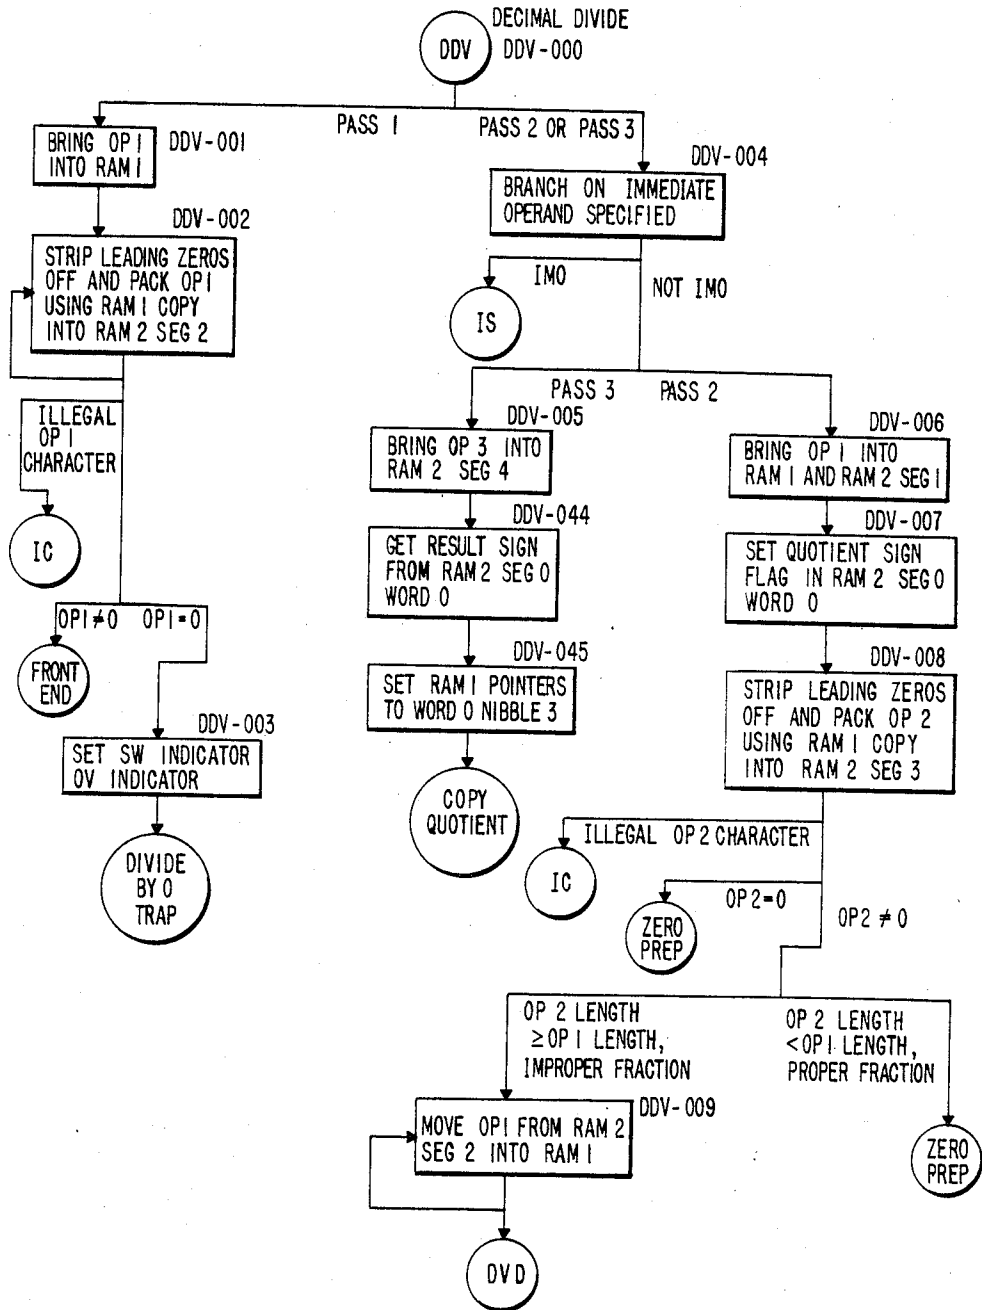 DECIMAL DIVIDE
DDV
DDV-000
PASS 1
PASS 2 OR PASS 3
BRING OP 1
INTO RAM 1
DDV-001
DDV-002
STRIP LEADING ZEROS
OFF AND PACK OP 1
USING RAM 1 COPY
INTO RAM 2 SEG 2
ILLEGAL
OP 1
CHARACTER
IC
OP1≠0
OP1=0
FRONT
END
DDV-003
SET SW INDICATOR
OV INDICATOR
DIVIDE
BY 0
TRAP
DDV-004
BRANCH ON IMMEDIATE
OPERAND SPECIFIED
IMO
NOT IMO
IS
PASS 3
PASS 2
DDV-005
BRING OP 3 INTO
RAM 2 SEG 4
DDV-044
GET RESULT SIGN
FROM RAM 2 SEG 0
WORD 0
DDV-045
SET RAM 1 POINTERS
TO WORD 0 NIBBLE 3
COPY
QUOTIENT
DDV-006
BRING OP 1 INTO
RAM 1 AND RAM 2 SEG 1
DDV-007
SET QUOTIENT SIGN
FLAG IN RAM 2 SEG 0
WORD 0
DDV-008
STRIP LEADING ZEROS
OFF AND PACK OP 2
USING RAM 1 COPY
INTO RAM 2 SEG 3
ILLEGAL OP 2 CHARACTER
IC
OP 2=0
ZERO
PREP
OP2 ≠ 0
OP 2 LENGTH
≥OP 1 LENGTH,
IMPROPER FRACTION
OP 2 LENGTH
<OP 1 LENGTH,
PROPER FRACTION
DDV-009
MOVE OP1 FROM RAM 2
SEG 2 INTO RAM 1
ZERO
PREP
DVD